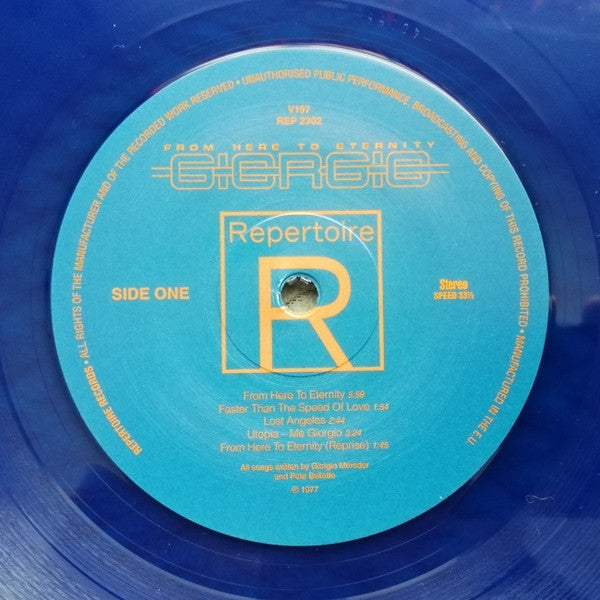 REPERTOIRE RECORDS • ALL RIGHTS OF THE MANUFACTURER AND OF THE RECORDED WORK RESERVED • UNAUTHORISED PUBLIC PERFORMANCE, BROADCASTING AND COPYING OF THIS RECORD PROHIBITED • MANUFACTURED IN THE E.U.
V197
REP 2302
FROM HERE TO ETERNITY
GIORGIO
Repertoire
R
SIDE ONE
Stereo
SPEED 33⅓
From Here To Eternity 5:58
Faster Than The Speed Of Love 1:54
Lost Angeles 2:44
Utopia – Me Giorgio 3:24
From Here To Eternity (Reprise) 1:45
All songs written by Giorgio Moroder
and Pete Bellotte
℗ 1977